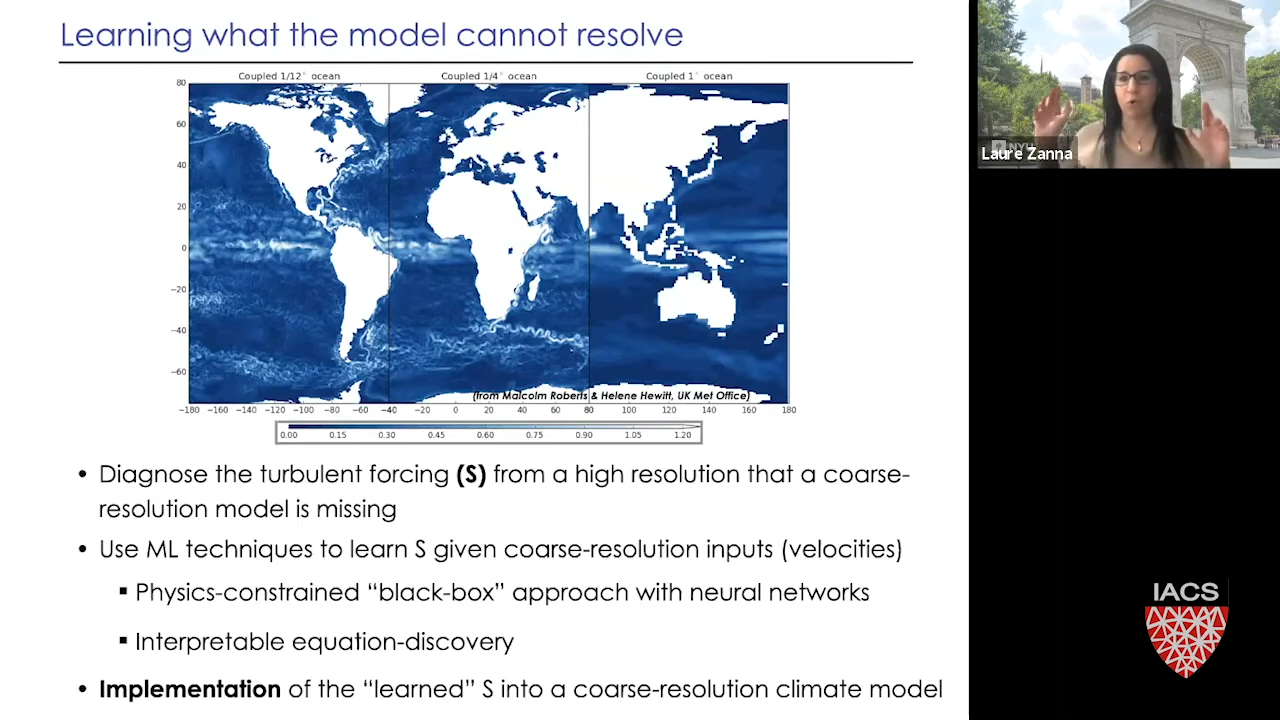 Learning what the model cannot resolve
Coupled 1/12° ocean
Coupled 1/4° ocean
Coupled 1° ocean
80
60
40
20
0
−20
−40
−60
(from Malcolm Roberts & Helene Hewitt, UK Met Office)
−180 −160 −140 −120 −100 −80 −60 −40 −20 0 20 40 60 80 100 120 140 160 180
0.00 0.15 0.30 0.45 0.60 0.75 0.90 1.05 1.20
• Diagnose the turbulent forcing (S) from a high resolution that a coarse-
resolution model is missing
• Use ML techniques to learn S given coarse-resolution inputs (velocities)
▪ Physics-constrained “black-box” approach with neural networks
▪ Interpretable equation-discovery
• Implementation of the “learned” S into a coarse-resolution climate model
NYU
Laure Zanna
IACS